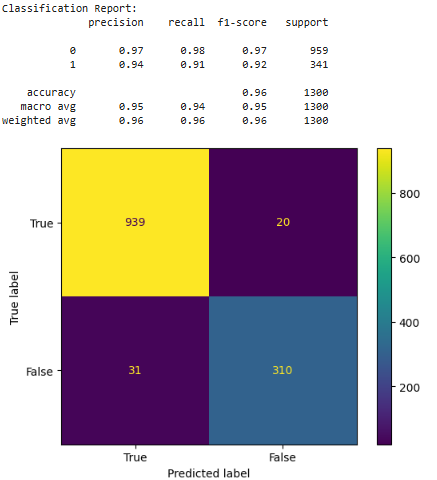 Classification Report:
precision recall f1-score support
0 0.97 0.98 0.97 959
1 0.94 0.91 0.92 341
accuracy 0.96 1300
macro avg 0.95 0.94 0.95 1300
weighted avg 0.96 0.96 0.96 1300
True 939 20
False 31 310
True False
Predicted label
True label
800
600
400
200